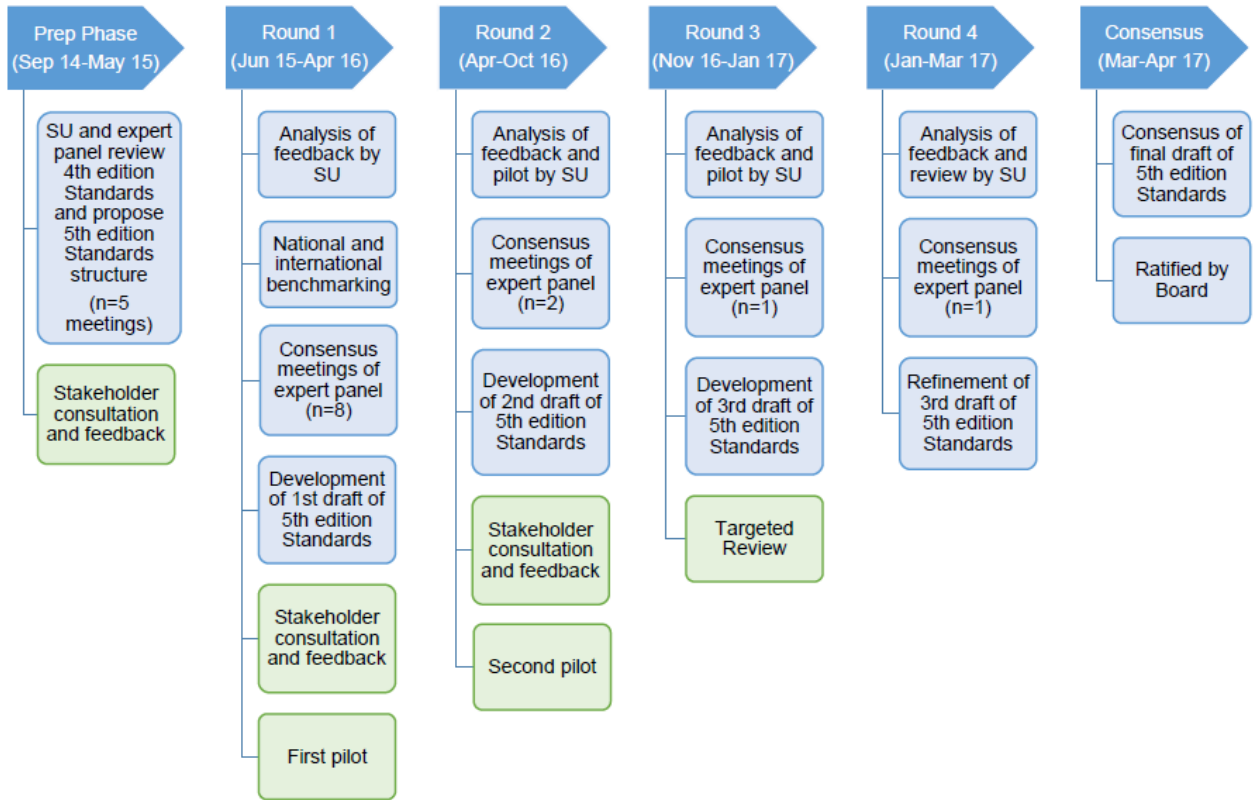 Prep Phase
(Sep 14-May 15)
SU and expert
panel review
4th edition
Standards
and propose
5th edition
Standards
structure
(n=5
meetings)
Stakeholder
consultation
and feedback
Round 1
(Jun 15-Apr 16)
Analysis of
feedback by
SU
National and
international
benchmarking
Consensus
meetings of
expert panel
(n=8)
Development
of 1st draft of
5th edition
Standards
Stakeholder
consultation
and feedback
First pilot
Round 2
(Apr-Oct 16)
Analysis of
feedback and
pilot by SU
Consensus
meetings of
expert panel
(n=2)
Development
of 2nd draft of
5th edition
Standards
Stakeholder
consultation
and feedback
Second pilot
Round 3
(Nov 16-Jan 17)
Analysis of
feedback and
pilot by SU
Consensus
meetings of
expert panel
(n=1)
Development
of 3rd draft of
5th edition
Standards
Targeted
Review
Round 4
(Jan-Mar 17)
Analysis of
feedback and
review by SU
Consensus
meetings of
expert panel
(n=1)
Refinement of
3rd draft of
5th edition
Standards
Consensus
(Mar-Apr 17)
Consensus of
final draft of
5th edition
Standards
Ratified by
Board